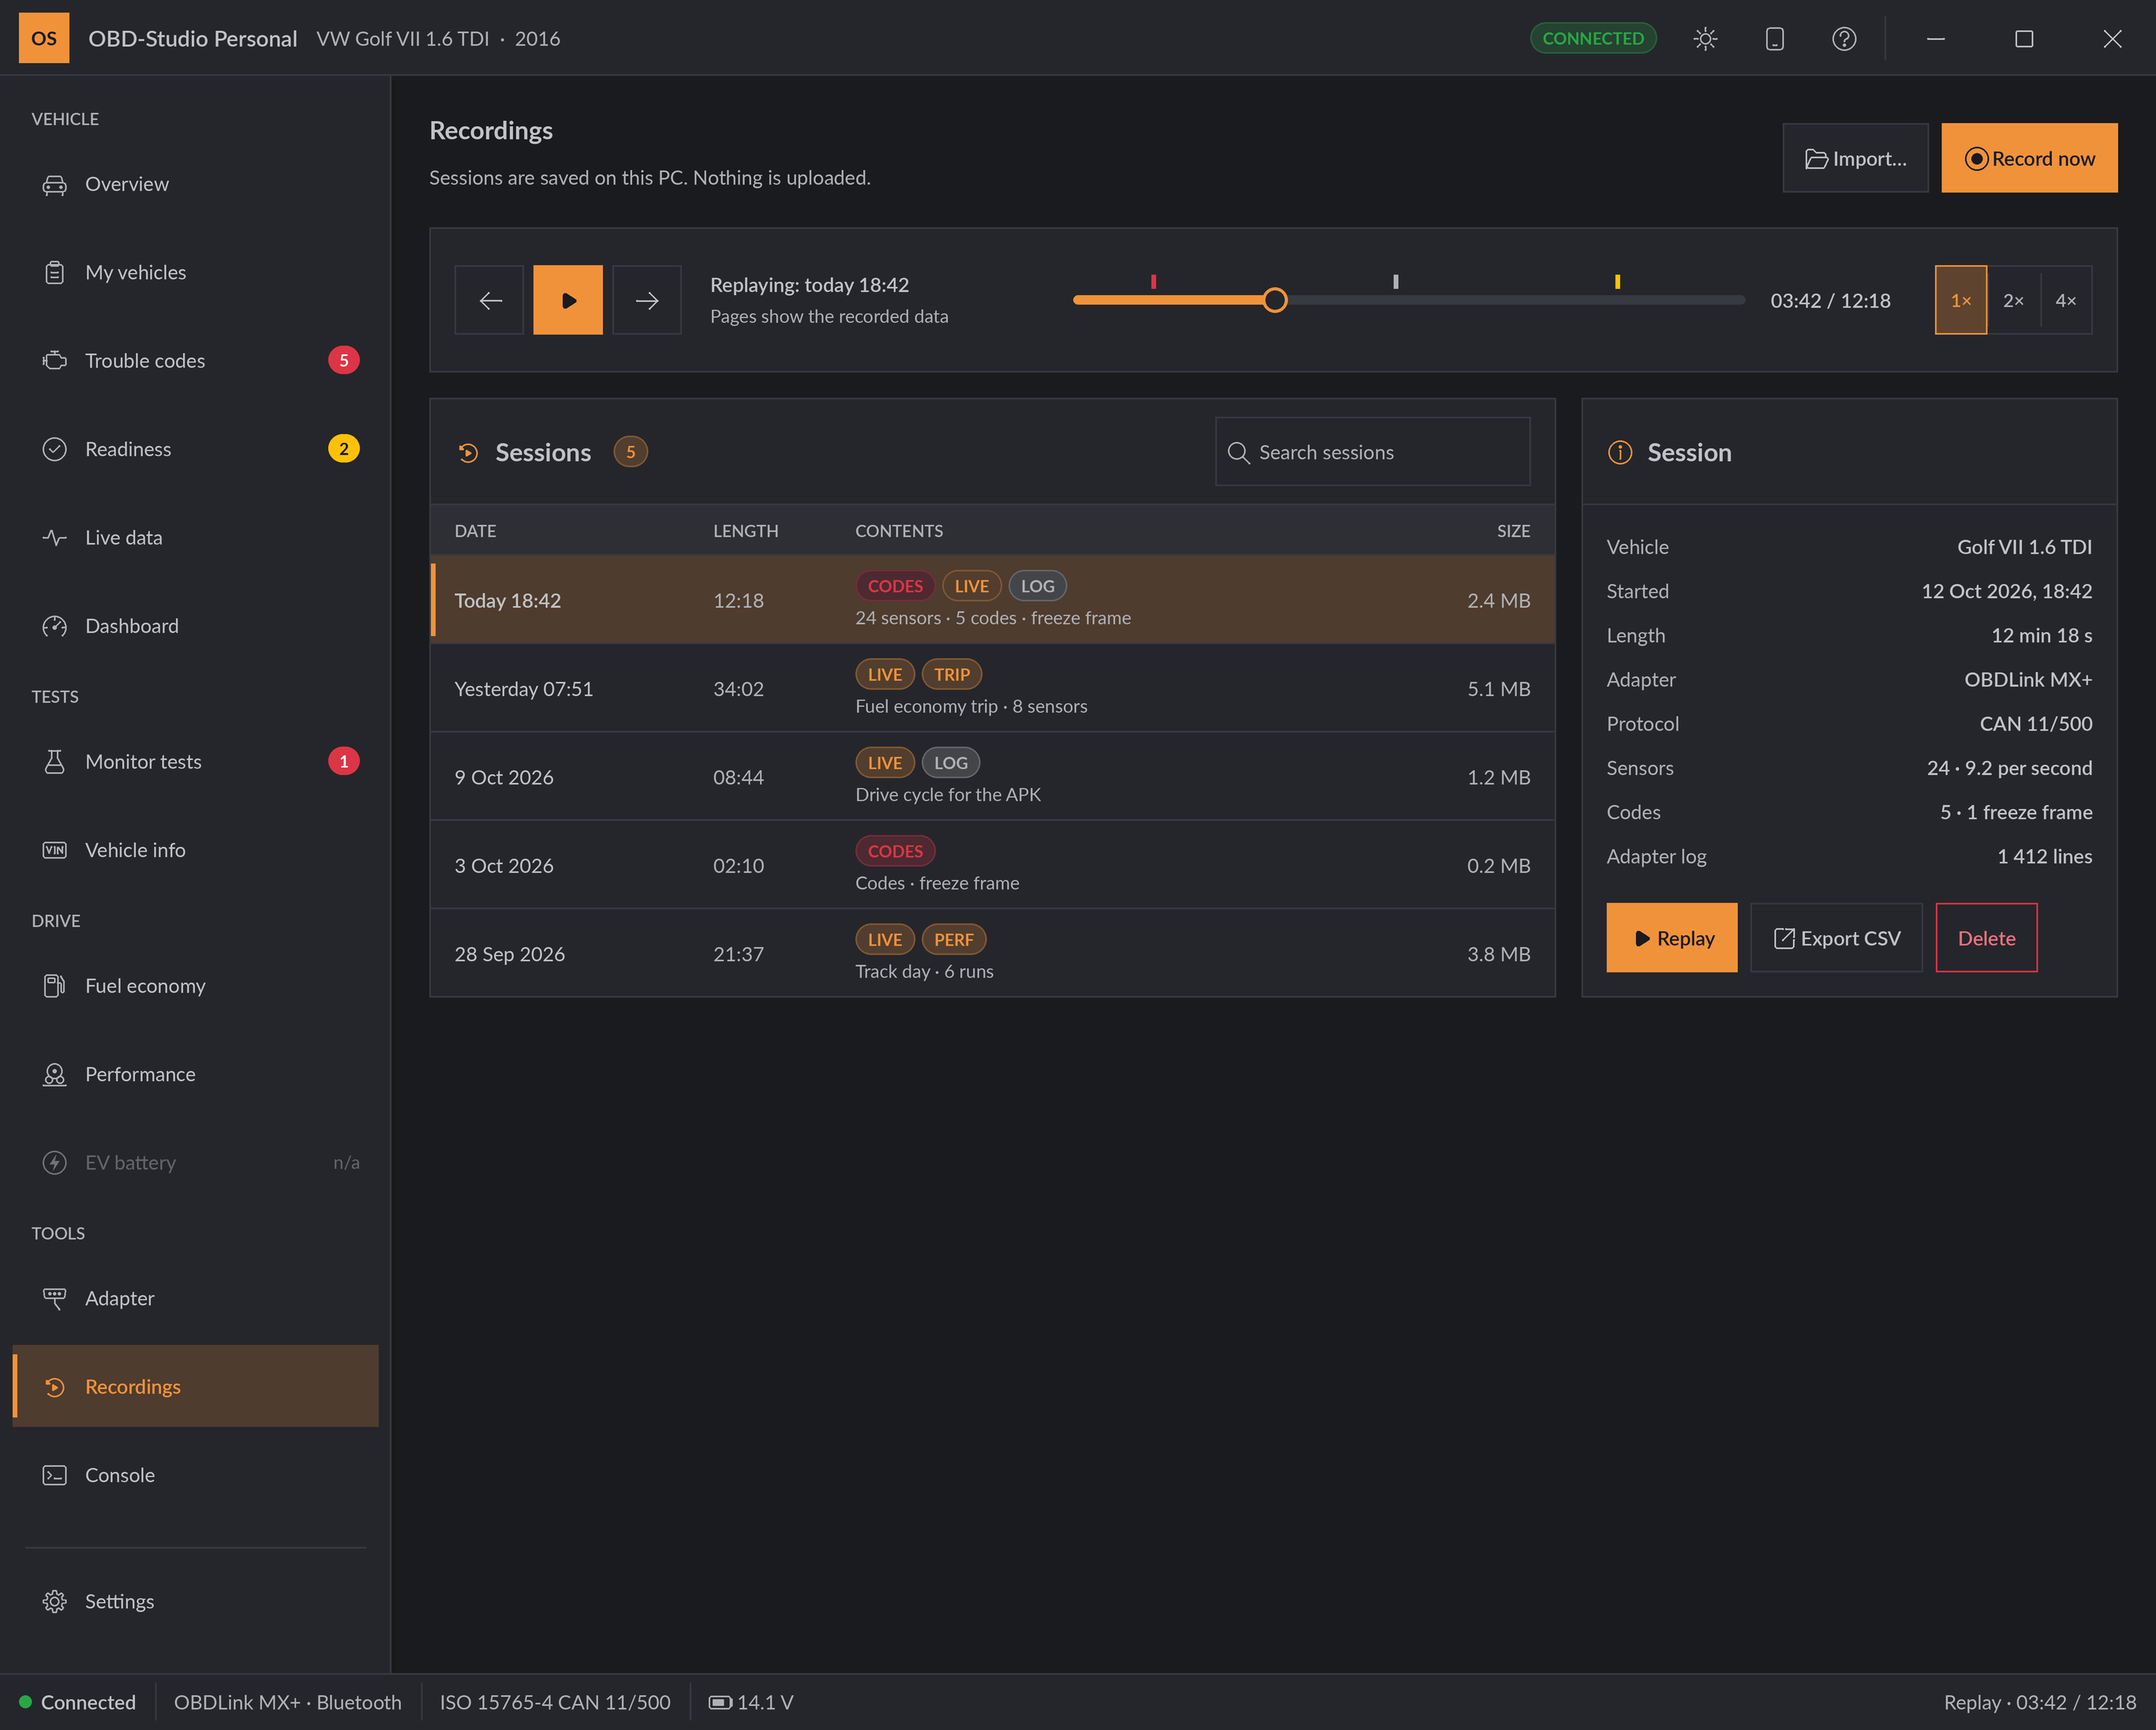 OS OBD-Studio Personal VW Golf VII 1.6 TDI · 2016 CONNECTED
VEHICLE
Overview
My vehicles
Trouble codes 5
Readiness 2
Live data
Dashboard
TESTS
Monitor tests 1
VIN Vehicle info
DRIVE
Fuel economy
Performance
EV battery n/a
TOOLS
Adapter
Recordings
Console
Settings
Recordings
Sessions are saved on this PC. Nothing is uploaded.
Import... Record now
Replaying: today 18:42
Pages show the recorded data
03:42 / 12:18 1× 2× 4×
Sessions 5 Search sessions
DATE LENGTH CONTENTS SIZE
Today 18:42 12:18 CODES LIVE LOG 2.4 MB
24 sensors · 5 codes · freeze frame
Yesterday 07:51 34:02 LIVE TRIP 5.1 MB
Fuel economy trip · 8 sensors
9 Oct 2026 08:44 LIVE LOG 1.2 MB
Drive cycle for the APK
3 Oct 2026 02:10 CODES 0.2 MB
Codes · freeze frame
28 Sep 2026 21:37 LIVE PERF 3.8 MB
Track day · 6 runs
Session
Vehicle Golf VII 1.6 TDI
Started 12 Oct 2026, 18:42
Length 12 min 18 s
Adapter OBDLink MX+
Protocol CAN 11/500
Sensors 24 · 9.2 per second
Codes 5 · 1 freeze frame
Adapter log 1 412 lines
Replay Export CSV Delete
Connected OBDLink MX+ · Bluetooth ISO 15765-4 CAN 11/500 14.1 V Replay · 03:42 / 12:18